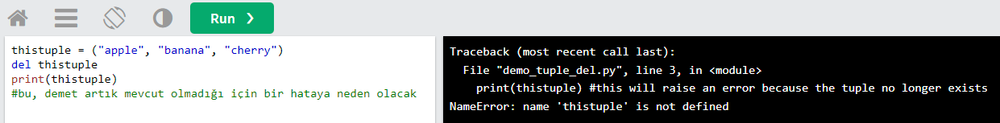 Run ❯
thistuple = ("apple", "banana", "cherry")
del thistuple
print(thistuple)
#bu, demet artık mevcut olmadığı için bir hataya neden olacak
Traceback (most recent call last):
  File "demo_tuple_del.py", line 3, in <module>
    print(thistuple) #this will raise an error because the tuple no longer exists
NameError: name 'thistuple' is not defined